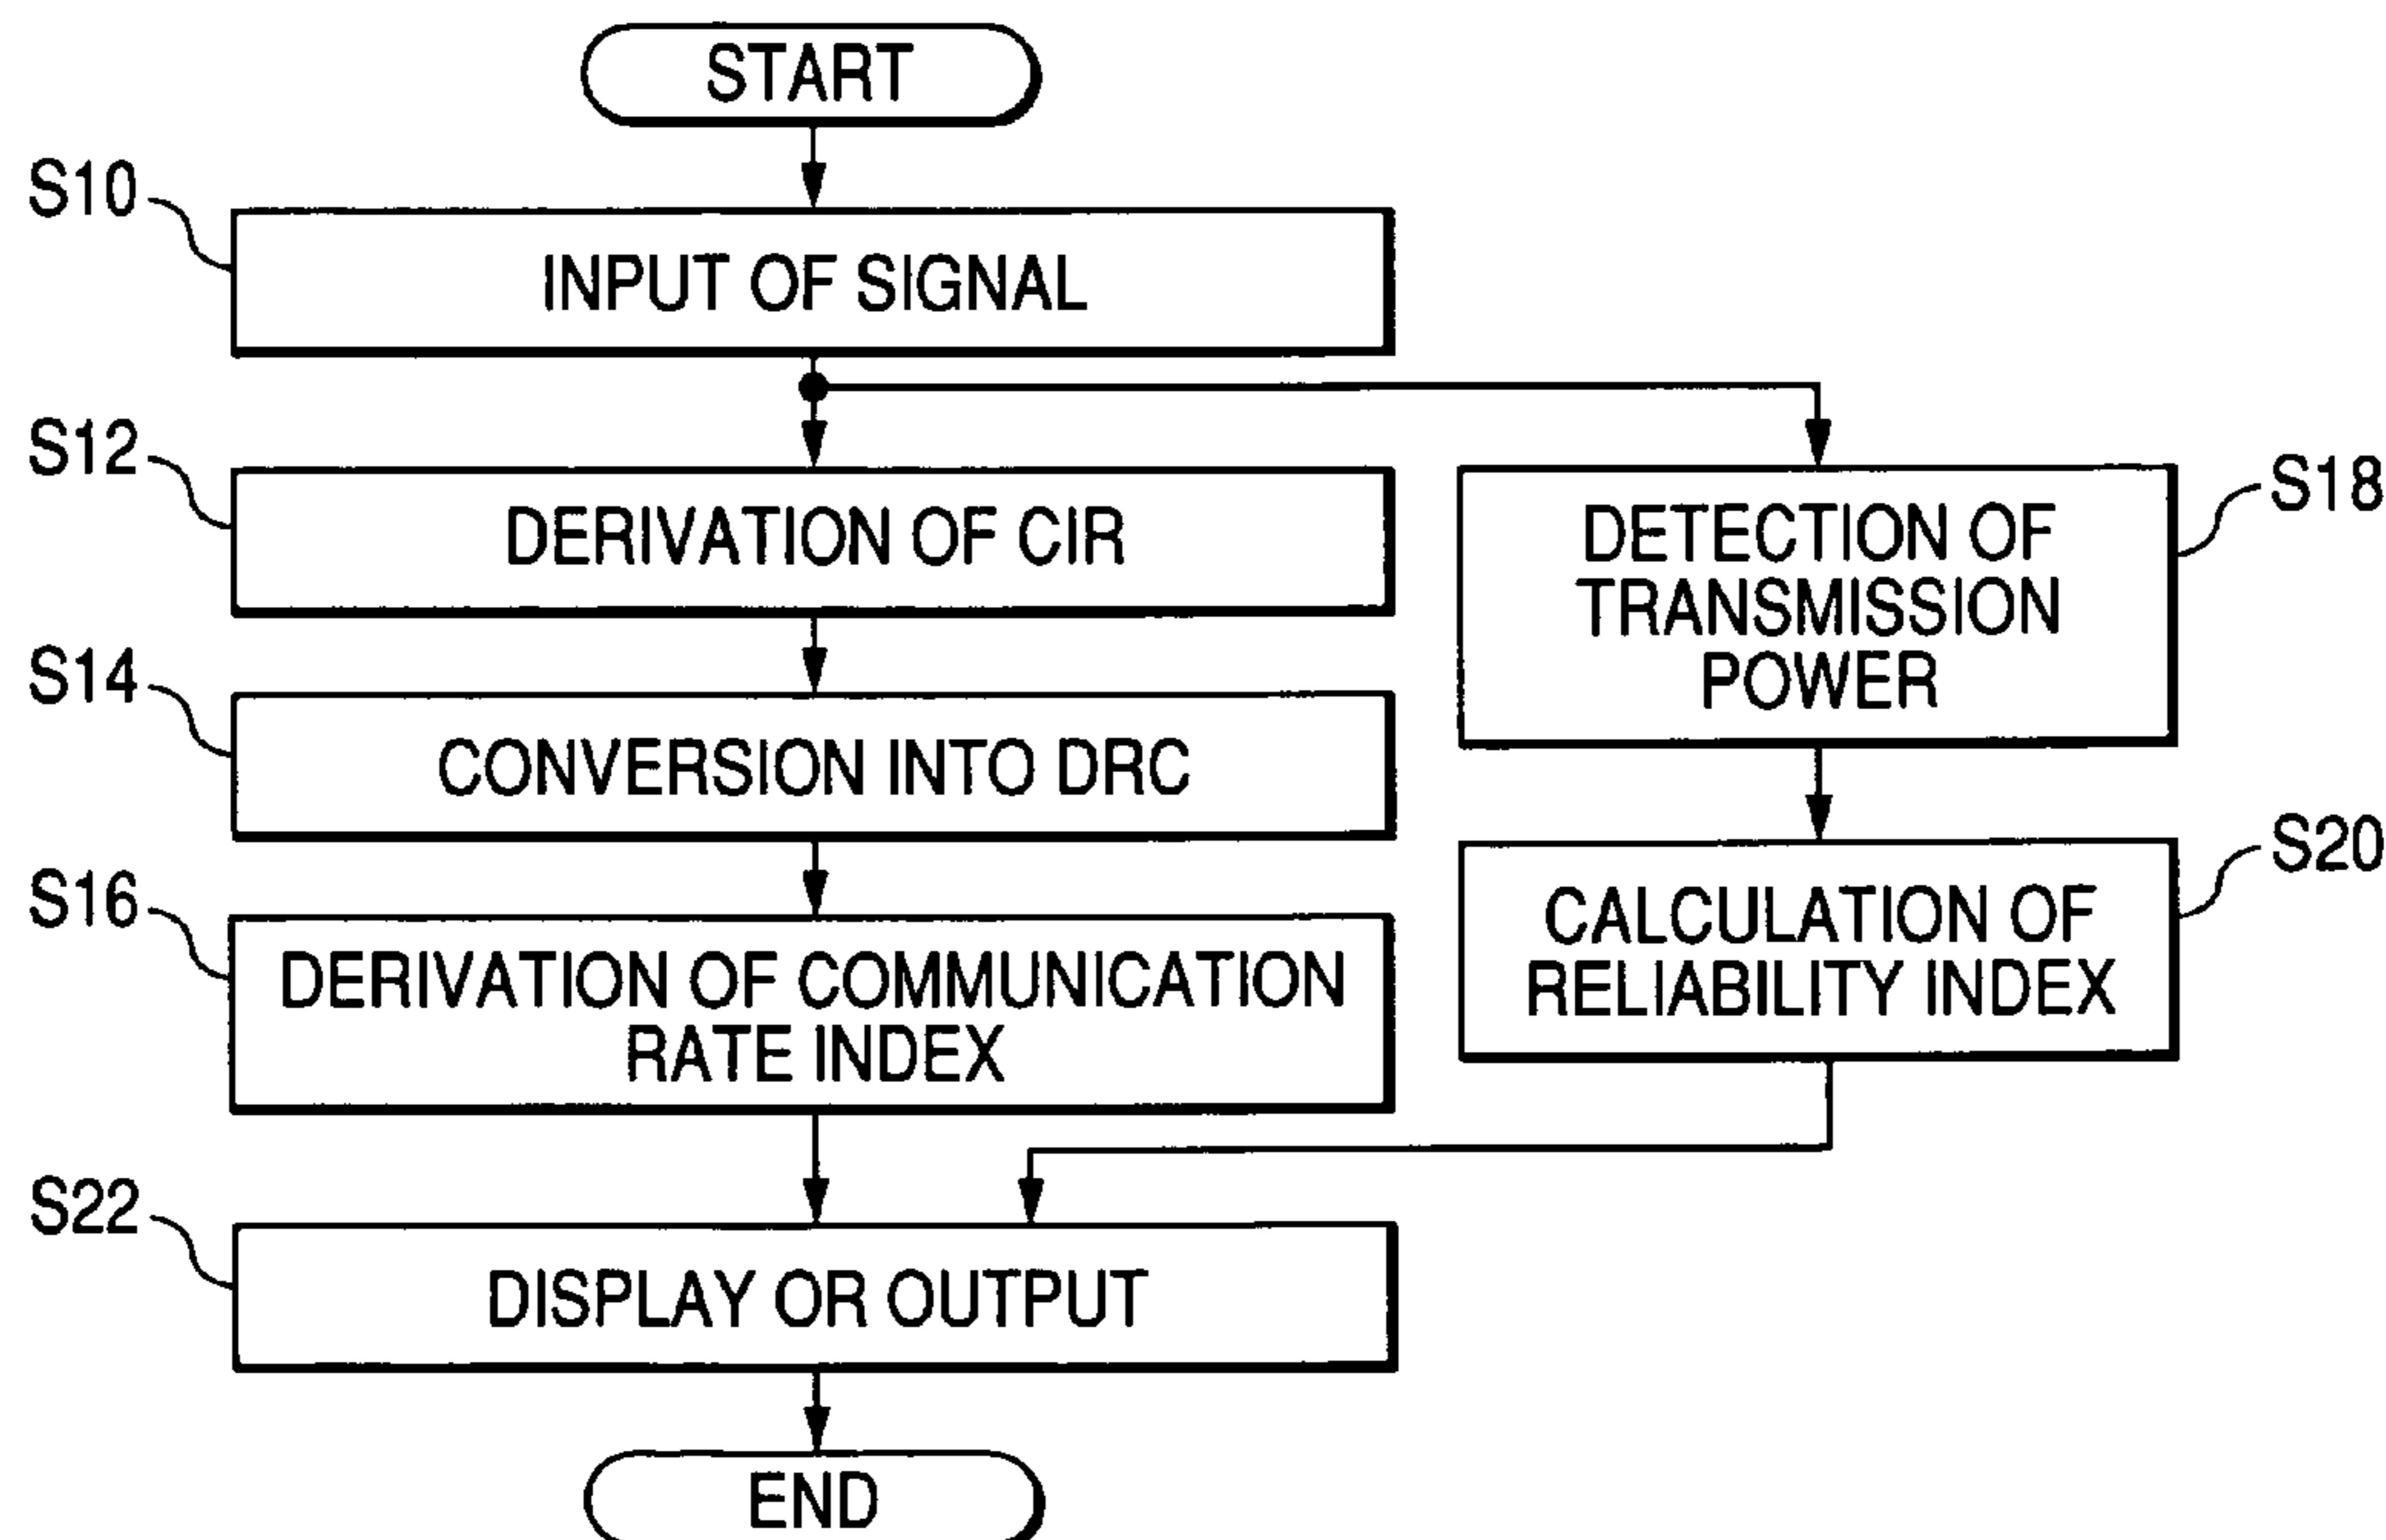 START
S10
INPUT OF SIGNAL
S12
DERIVATION OF CIR
S18
DETECTION OF
TRANSMISSION
POWER
S14
CONVERSION INTO DRC
S20
CALCULATION OF
RELIABILITY INDEX
S16
DERIVATION OF COMMUNICATION
RATE INDEX
S22
DISPLAY OR OUTPUT
END